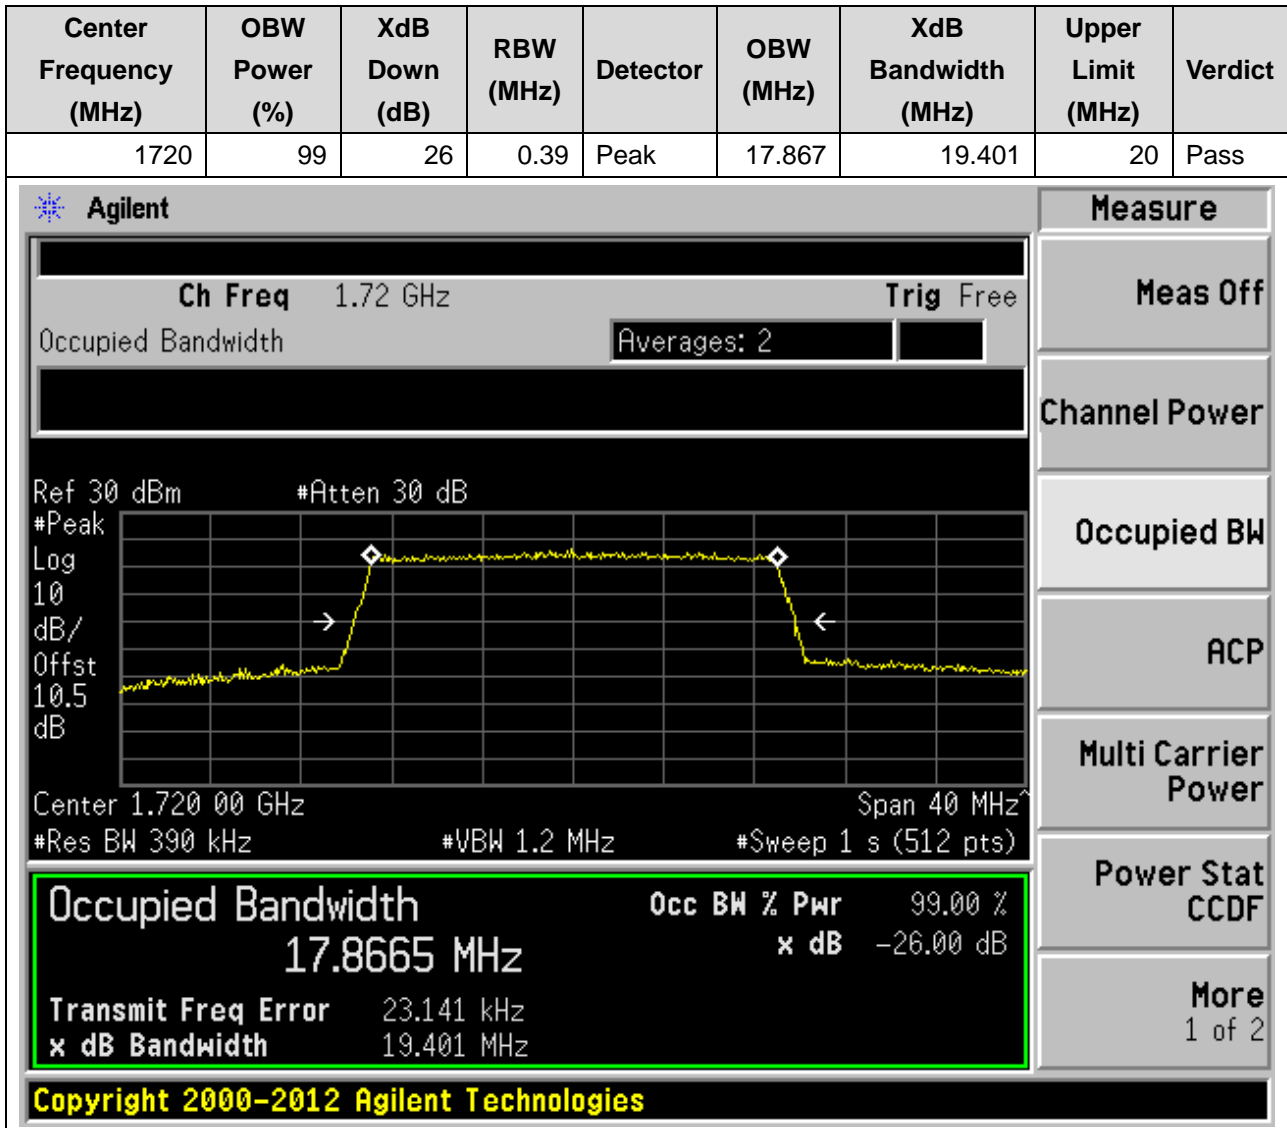 Center Frequency (MHz) OBW Power (%) XdB Down (dB) RBW (MHz) Detector OBW (MHz) XdB Bandwidth (MHz) Upper Limit (MHz) Verdict
1720 99 26 0.39 Peak 17.867 19.401 20 Pass
Agilent
Measure
Ch Freq 1.72 GHz Trig Free
Meas Off
Occupied Bandwidth Averages: 2
Channel Power
Ref 30 dBm #Atten 30 dB
#Peak
Log
10
dB/
Offst
10.5
dB
Occupied BW
ACP
Multi Carrier
Power
Center 1.720 00 GHz Span 40 MHz^
#Res BW 390 kHz #VBW 1.2 MHz #Sweep 1 s (512 pts)
Power Stat
CCDF
Occupied Bandwidth
17.8665 MHz
Occ BW % Pwr 99.00 %
x dB -26.00 dB
Transmit Freq Error 23.141 kHz
x dB Bandwidth 19.401 MHz
More
1 of 2
Copyright 2000-2012 Agilent Technologies